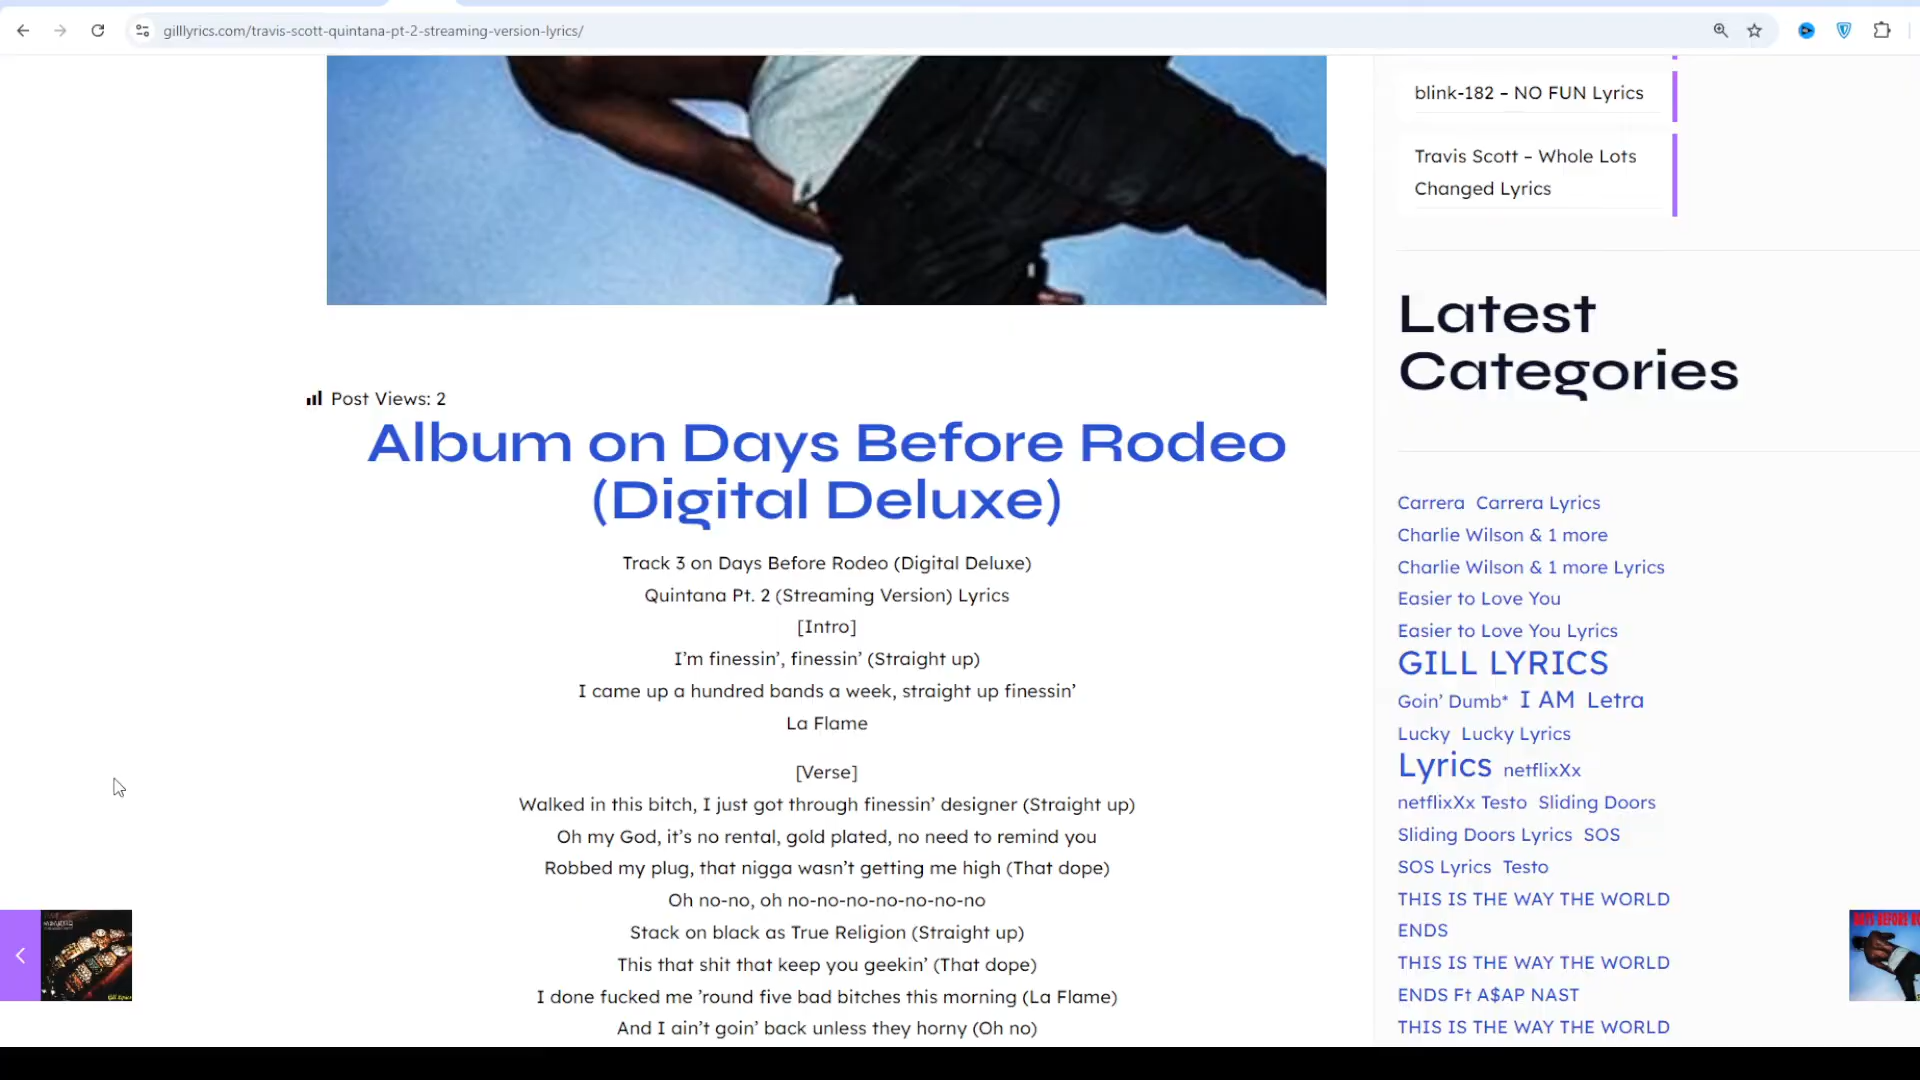 gilllyrics.com/travis-scott-quintana-pt-2-streaming-version-lyrics/
blink-182 – NO FUN Lyrics
Travis Scott – Whole Lots
Changed Lyrics
Latest
Categories
Post Views: 2
Album on Days Before Rodeo
(Digital Deluxe)
Track 3 on Days Before Rodeo (Digital Deluxe)
Quintana Pt. 2 (Streaming Version) Lyrics
[Intro]
I’m finessin’, finessin’ (Straight up)
I came up a hundred bands a week, straight up finessin’
La Flame
[Verse]
Walked in this bitch, I just got through finessin’ designer (Straight up)
Oh my God, it’s no rental, gold plated, no need to remind you
Robbed my plug, that nigga wasn’t getting me high (That dope)
Oh no-no, oh no-no-no-no-no-no-no
Stack on black as True Religion (Straight up)
This that shit that keep you geekin’ (That dope)
I done fucked me ’round five bad bitches this morning (La Flame)
And I ain’t goin’ back unless they horny (Oh no)
Carrera Carrera Lyrics
Charlie Wilson & 1 more
Charlie Wilson & 1 more Lyrics
Easier to Love You
Easier to Love You Lyrics
GILL LYRICS
Goin’ Dumb* I AM Letra
Lucky Lucky Lyrics
Lyrics netflixXx
netflixXx Testo Sliding Doors
Sliding Doors Lyrics SOS
SOS Lyrics Testo
THIS IS THE WAY THE WORLD
ENDS
THIS IS THE WAY THE WORLD
ENDS Ft A$AP NAST
THIS IS THE WAY THE WORLD
DAYS BEFORE